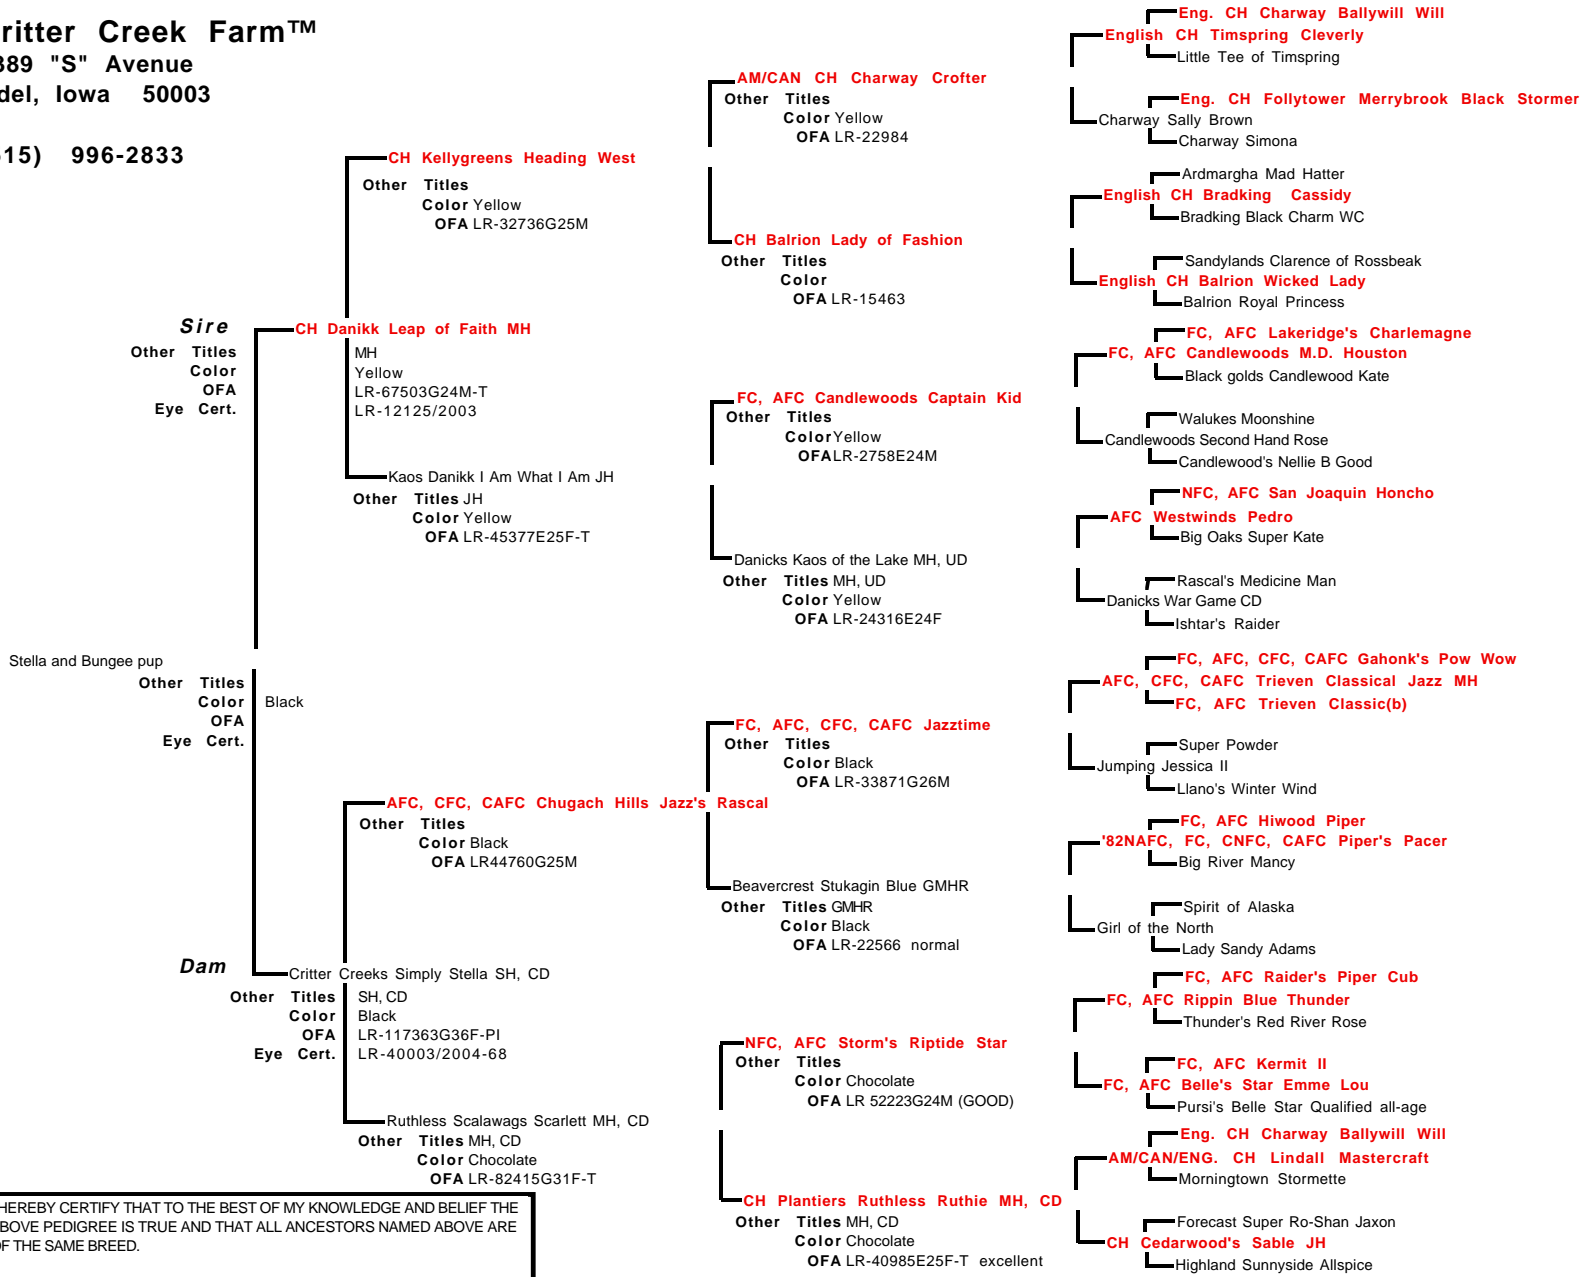 ritter Creek Farm™
389 "S" Avenue
del, Iowa 50003
15) 996-2833
Stella and Bungee pup
Other Titles
Color Black
OFA
Eye Cert.
Sire
CH Danikk Leap of Faith MH
Other Titles MH
Color Yellow
OFA LR-67503G24M-T
Eye Cert. LR-12125/2003
Dam
Critter Creeks Simply Stella SH, CD
Other Titles SH, CD
Color Black
OFA LR-117363G36F-PI
Eye Cert. LR-40003/2004-68
CH Kellygreens Heading West
Other Titles
Color Yellow
OFA LR-32736G25M
Kaos Danikk I Am What I Am JH
Other Titles JH
Color Yellow
OFA LR-45377E25F-T
AFC, CFC, CAFC Chugach Hills Jazz's Rascal
Other Titles
Color Black
OFA LR44760G25M
Ruthless Scalawags Scarlett MH, CD
Other Titles MH, CD
Color Chocolate
OFA LR-82415G31F-T
AM/CAN CH Charway Crofter
Other Titles
Color Yellow
OFA LR-22984
CH Balrion Lady of Fashion
Other Titles
Color
OFA LR-15463
FC, AFC Candlewoods Captain Kid
Other Titles
Color Yellow
OFA LR-2758E24M
Danicks Kaos of the Lake MH, UD
Other Titles MH, UD
Color Yellow
OFA LR-24316E24F
FC, AFC, CFC, CAFC Jazztime
Other Titles
Color Black
OFA LR-33871G26M
Beavercrest Stukagin Blue GMHR
Other Titles GMHR
Color Black
OFA LR-22566 normal
NFC, AFC Storm's Riptide Star
Other Titles
Color Chocolate
OFA LR 52223G24M (GOOD)
CH Plantiers Ruthless Ruthie MH, CD
Other Titles MH, CD
Color Chocolate
OFA LR-40985E25F-T excellent
Eng. CH Charway Ballywill Will
English CH Timspring Cleverly
Little Tee of Timspring
Eng. CH Follytower Merrybrook Black Stormer
Charway Sally Brown
Charway Simona
Ardmargha Mad Hatter
English CH Bradking Cassidy
Bradking Black Charm WC
Sandylands Clarence of Rossbeak
English CH Balrion Wicked Lady
Balrion Royal Princess
FC, AFC Lakeridge's Charlemagne
FC, AFC Candlewoods M.D. Houston
Black golds Candlewood Kate
Walukes Moonshine
Candlewoods Second Hand Rose
Candlewood's Nellie B Good
NFC, AFC San Joaquin Honcho
AFC Westwinds Pedro
Big Oaks Super Kate
Rascal's Medicine Man
Danicks War Game CD
Ishtar's Raider
FC, AFC, CFC, CAFC Gahonk's Pow Wow
AFC, CFC, CAFC Trieven Classical Jazz MH
FC, AFC Trieven Classic(b)
Super Powder
Jumping Jessica II
Llano's Winter Wind
FC, AFC Hiwood Piper
'82NAFC, FC, CNFC, CAFC Piper's Pacer
Big River Mancy
Spirit of Alaska
Girl of the North
Lady Sandy Adams
FC, AFC Raider's Piper Cub
FC, AFC Rippin Blue Thunder
Thunder's Red River Rose
FC, AFC Kermit II
FC, AFC Belle's Star Emme Lou
Pursi's Belle Star Qualified all-age
Eng. CH Charway Ballywill Will
AM/CAN/ENG. CH Lindall Mastercraft
Morningtown Stormette
Forecast Super Ro-Shan Jaxon
CH Cedarwood's Sable JH
Highland Sunnyside Allspice
HEREBY CERTIFY THAT TO THE BEST OF MY KNOWLEDGE AND BELIEF THE
BOVE PEDIGREE IS TRUE AND THAT ALL ANCESTORS NAMED ABOVE ARE
OF THE SAME BREED.